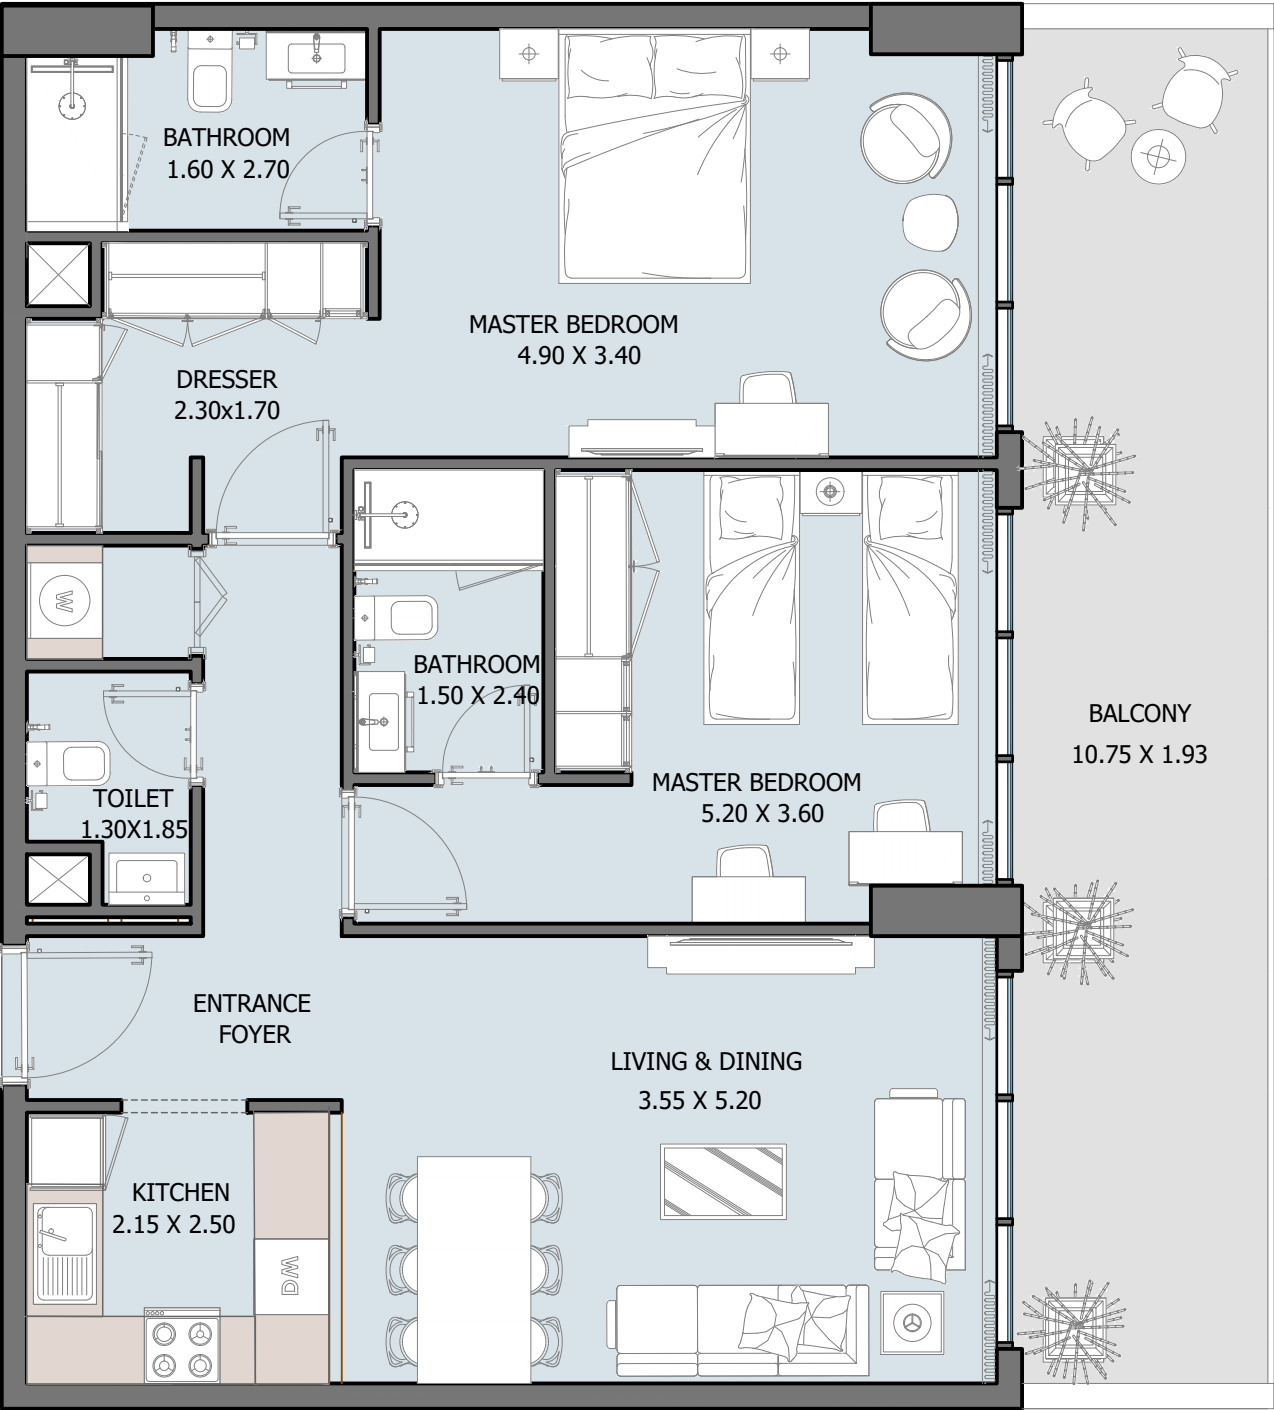 BATHROOM
1.60 X 2.70
MASTER BEDROOM
4.90 X 3.40
DRESSER
2.30x1.70
W
BATHROOM
1.50 X 2.40
BALCONY
10.75 X 1.93
MASTER BEDROOM
5.20 X 3.60
TOILET
1.30X1.85
ENTRANCE
FOYER
LIVING & DINING
3.55 X 5.20
KITCHEN
2.15 X 2.50
DW